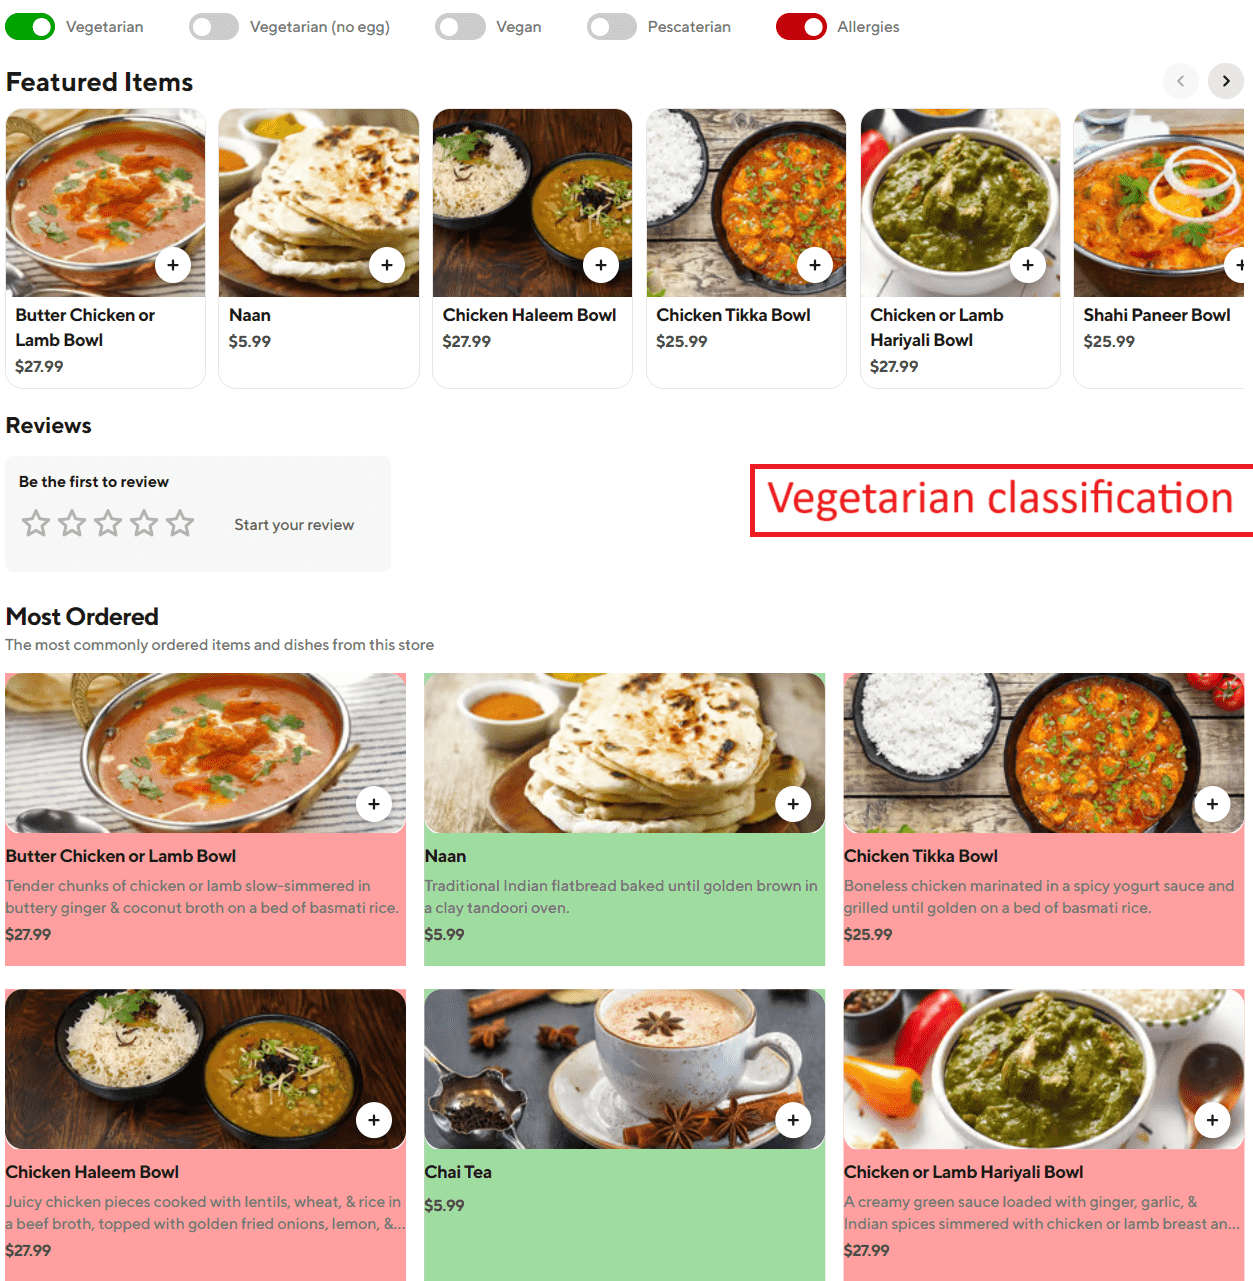 Vegetarian
Vegetarian (no egg)
Vegan
Pescaterian
Allergies
Featured Items
Butter Chicken or
Lamb Bowl
$27.99
Naan
$5.99
Chicken Haleem Bowl
$27.99
Chicken Tikka Bowl
$25.99
Chicken or Lamb
Hariyali Bowl
$27.99
Shahi Paneer Bowl
$25.99
Reviews
Be the first to review
Start your review
Vegetarian classification
Most Ordered
The most commonly ordered items and dishes from this store
Butter Chicken or Lamb Bowl
Tender chunks of chicken or lamb slow-simmered in
buttery ginger & coconut broth on a bed of basmati rice.
$27.99
Naan
Traditional Indian flatbread baked until golden brown in
a clay tandoori oven.
$5.99
Chicken Tikka Bowl
Boneless chicken marinated in a spicy yogurt sauce and
grilled until golden on a bed of basmati rice.
$25.99
Chicken Haleem Bowl
Juicy chicken pieces cooked with lentils, wheat, & rice in
a beef broth, topped with golden fried onions, lemon, &...
$27.99
Chai Tea
$5.99
Chicken or Lamb Hariyali Bowl
A creamy green sauce loaded with ginger, garlic, &
Indian spices simmered with chicken or lamb breast an...
$27.99